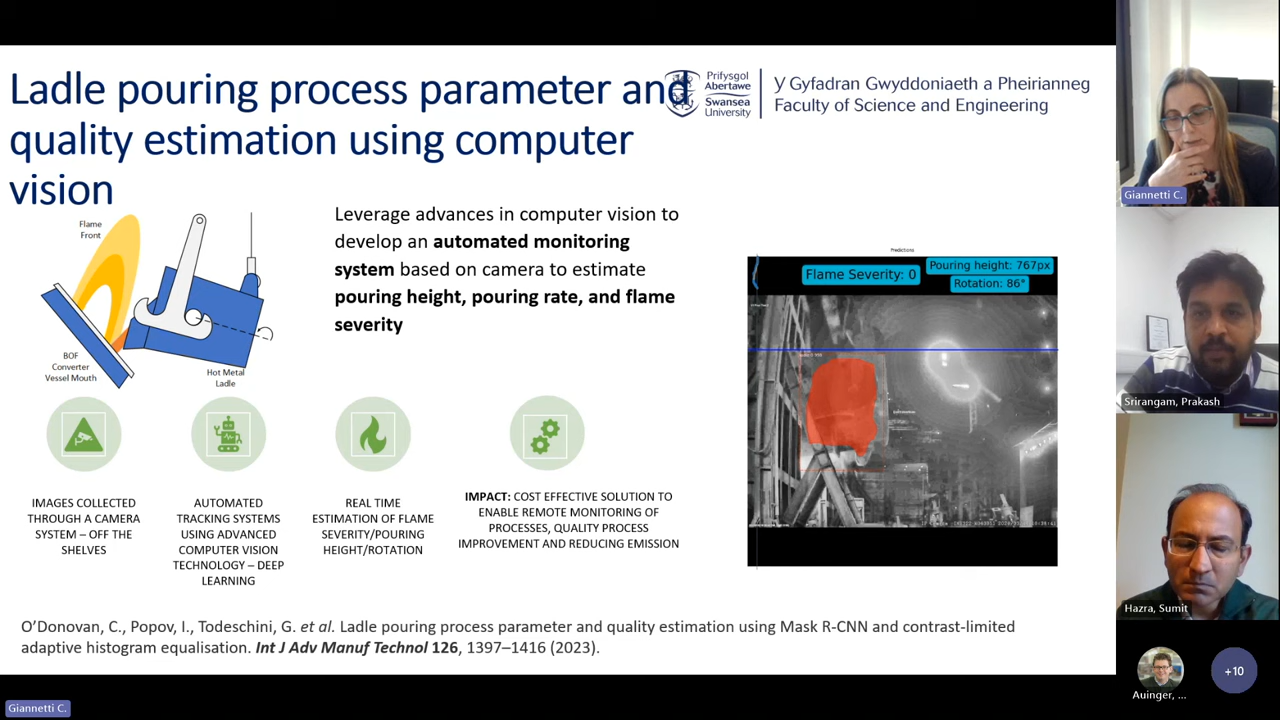 Ladle pouring process parameter and
quality estimation using computer
vision
Prifysgol
Abertawe
Swansea
University
Y Gyfadran Gwyddoniaeth a Pheirianneg
Faculty of Science and Engineering
Flame
Front
BOF
Converter
Vessel Mouth
Hot Metal
Ladle
Leverage advances in computer vision to
develop an automated monitoring
system based on camera to estimate
pouring height, pouring rate, and flame
severity
Predictions
Flame Severity: 0
Pouring height: 767px
Rotation: 86°
IMAGES COLLECTED
THROUGH A CAMERA
SYSTEM – OFF THE
SHELVES
AUTOMATED
TRACKING SYSTEMS
USING ADVANCED
COMPUTER VISION
TECHNOLOGY – DEEP
LEARNING
REAL TIME
ESTIMATION OF FLAME
SEVERITY/POURING
HEIGHT/ROTATION
IMPACT: COST EFFECTIVE SOLUTION TO
ENABLE REMOTE MONITORING OF
PROCESSES, QUALITY PROCESS
IMPROVEMENT AND REDUCING EMISSION
O’Donovan, C., Popov, I., Todeschini, G. et al. Ladle pouring process parameter and quality estimation using Mask R-CNN and contrast-limited
adaptive histogram equalisation. Int J Adv Manuf Technol 126, 1397–1416 (2023).
Giannetti C.
Srirangam, Prakash
Hazra, Sumit
Auinger, ...
+10
Giannetti C.